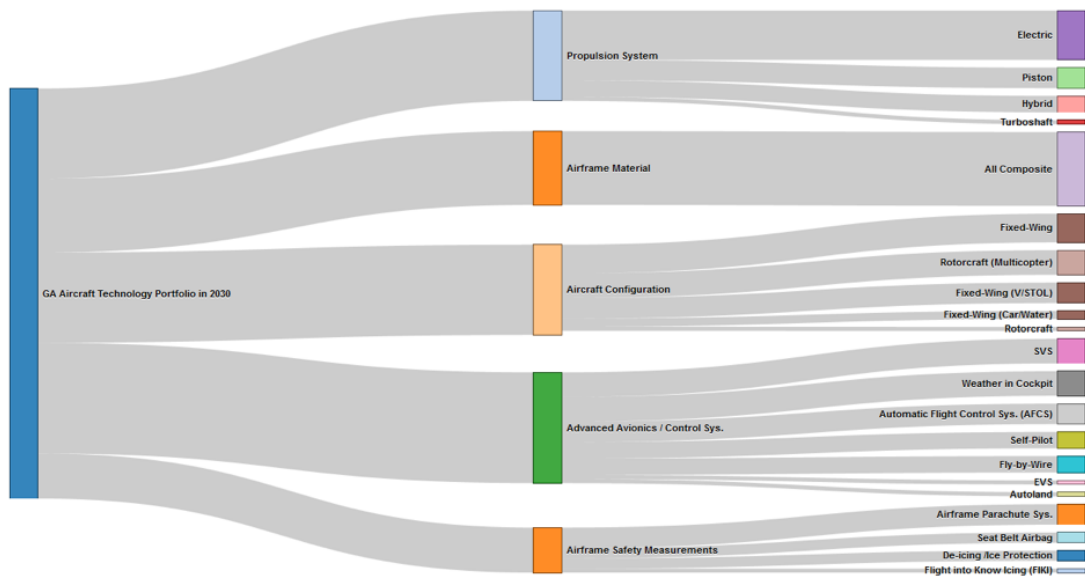 GA Aircraft Technology Portfolio in 2030
Propulsion System
Airframe Material
Aircraft Configuration
Advanced Avionics / Control Sys.
Airframe Safety Measurements
Electric
Piston
Hybrid
Turboshaft
All Composite
Fixed-Wing
Rotorcraft (Multicopter)
Fixed-Wing (V/STOL)
Fixed-Wing (Car/Water)
Rotorcraft
SVS
Weather in Cockpit
Automatic Flight Control Sys. (AFCS)
Self-Pilot
Fly-by-Wire
EVS
Autoland
Airframe Parachute Sys.
Seat Belt Airbag
De-icing /Ice Protection
Flight into Know Icing (FIKI)